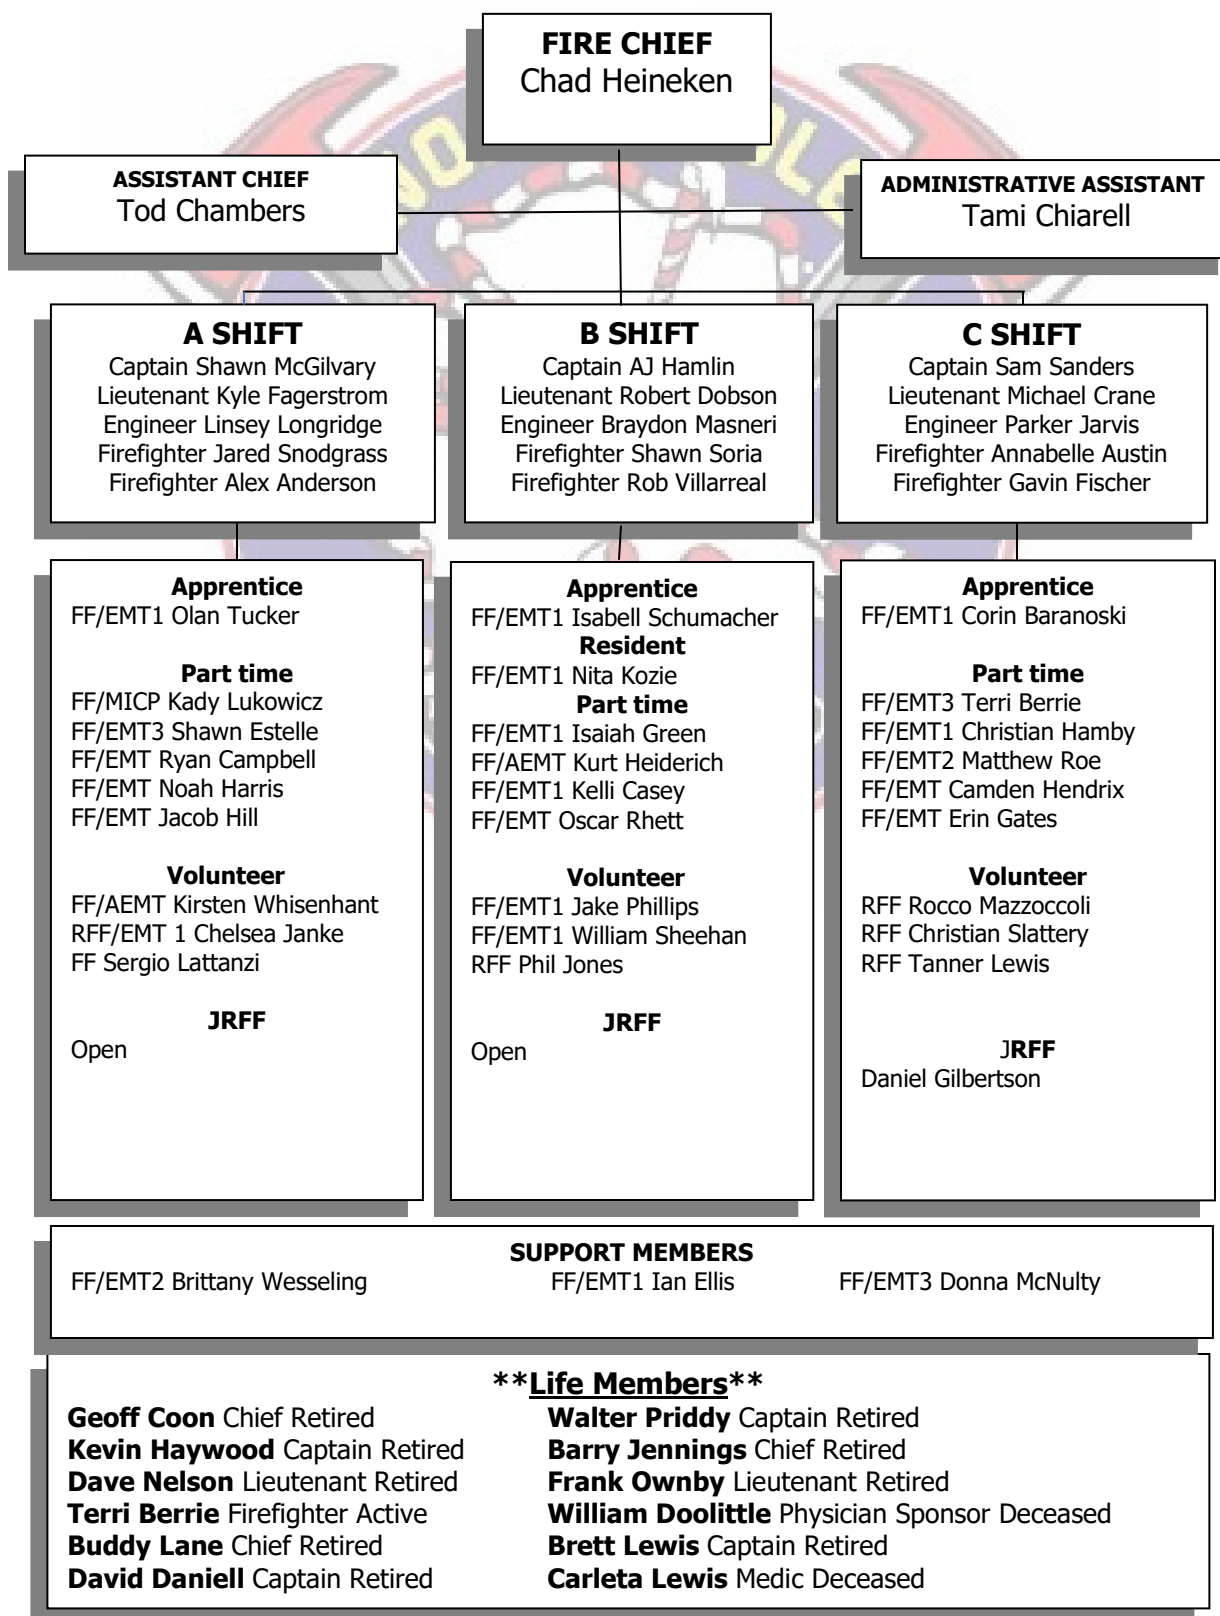 FIRE CHIEF
Chad Heineken
ASSISTANT CHIEF
Tod Chambers
ADMINISTRATIVE ASSISTANT
Tami Chiarell
A SHIFT
Captain Shawn McGilvary
Lieutenant Kyle Fagerstrom
Engineer Linsey Longridge
Firefighter Jared Snodgrass
Firefighter Alex Anderson
B SHIFT
Captain AJ Hamlin
Lieutenant Robert Dobson
Engineer Braydon Masneri
Firefighter Shawn Soria
Firefighter Rob Villarreal
C SHIFT
Captain Sam Sanders
Lieutenant Michael Crane
Engineer Parker Jarvis
Firefighter Annabelle Austin
Firefighter Gavin Fischer
Apprentice
FF/EMT1 Olan Tucker
Part time
FF/MICP Kady Lukowicz
FF/EMT3 Shawn Estelle
FF/EMT Ryan Campbell
FF/EMT Noah Harris
FF/EMT Jacob Hill
Volunteer
FF/AEMT Kirsten Whisenhant
RFF/EMT 1 Chelsea Janke
FF Sergio Lattanzi
JRFF
Open
Apprentice
FF/EMT1 Isabell Schumacher
Resident
FF/EMT1 Nita Kozie
Part time
FF/EMT1 Isaiah Green
FF/AEMT Kurt Heiderich
FF/EMT1 Kelli Casey
FF/EMT Oscar Rhett
Volunteer
FF/EMT1 Jake Phillips
FF/EMT1 William Sheehan
RFF Phil Jones
JRFF
Open
Apprentice
FF/EMT1 Corin Baranoski
Part time
FF/EMT3 Terri Berrie
FF/EMT1 Christian Hamby
FF/EMT2 Matthew Roe
FF/EMT Camden Hendrix
FF/EMT Erin Gates
Volunteer
RFF Rocco Mazzoccoli
RFF Christian Slattery
RFF Tanner Lewis
JRFF
Daniel Gilbertson
SUPPORT MEMBERS
FF/EMT2 Brittany Wesseling FF/EMT1 Ian Ellis FF/EMT3 Donna McNulty
**Life Members**
Geoff Coon Chief Retired Walter Priddy Captain Retired
Kevin Haywood Captain Retired Barry Jennings Chief Retired
Dave Nelson Lieutenant Retired Frank Ownby Lieutenant Retired
Terri Berrie Firefighter Active William Doolittle Physician Sponsor Deceased
Buddy Lane Chief Retired Brett Lewis Captain Retired
David Daniell Captain Retired Carleta Lewis Medic Deceased